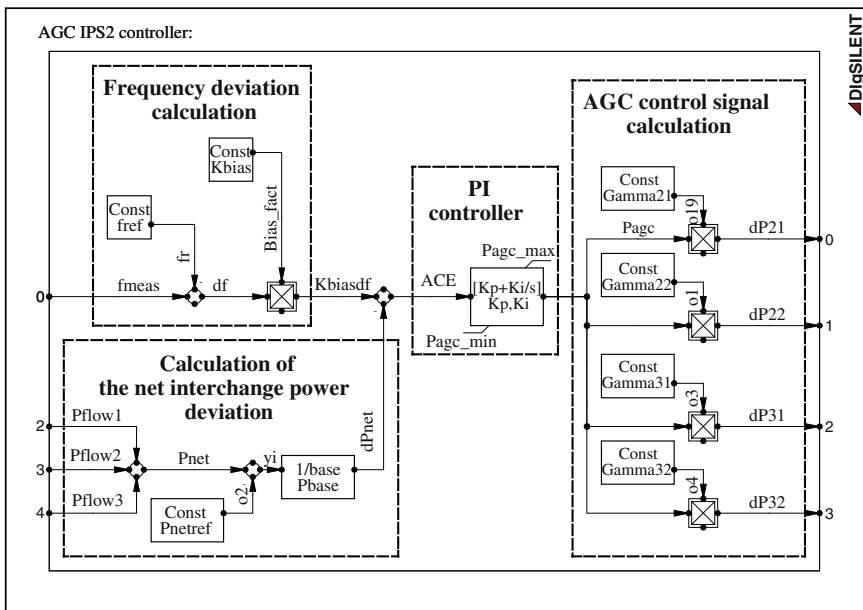 AGC IPS2 controller:
DIgSILENT
Frequency deviation
calculation
Const
Kbias
Const
fref
Bias_fact
fr
-
0
fmeas
df
Kbiasdf
-
PI
controller
Pagc_max
ACE
[Kp+Ki/s]
Kp,Ki
Pagc_min
AGC control signal
calculation
Const
Gamma21
o19
Pagc
dP21
0
Const
Gamma22
o1
dP22
1
Const
Gamma31
o3
dP31
2
Const
Gamma32
o4
dP32
3
Calculation of
the net interchange power
deviation
dPnet
2
Pflow1
3
Pflow2
Pnet
yi
1/base
Pbase
4
Pflow3
Const
Pnetref
o2
-